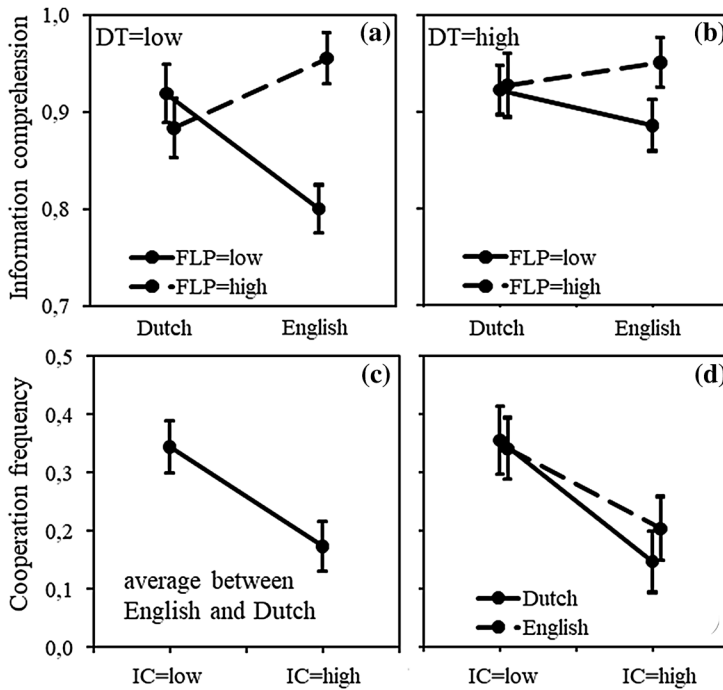 DT=low
(a)
DT=high
(b)
Information comprehension
1,0
0,9
0,8
0,7
FLP=low
FLP=high
Dutch
English
FLP=low
FLP=high
Dutch
English
Cooperation frequency
0,5
0,4
0,3
0,2
0,1
0,0
(c)
average between
English and Dutch
IC=low
IC=high
(d)
Dutch
English
IC=low
IC=high